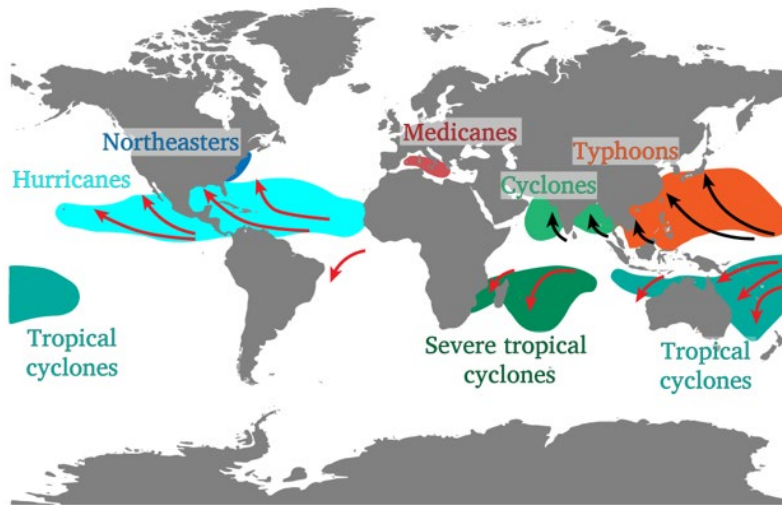 Northeasters
Medicanes
Typhoons
Hurricanes
Cyclones
Tropical
cyclones
Severe tropical
cyclones
Tropical
cyclones